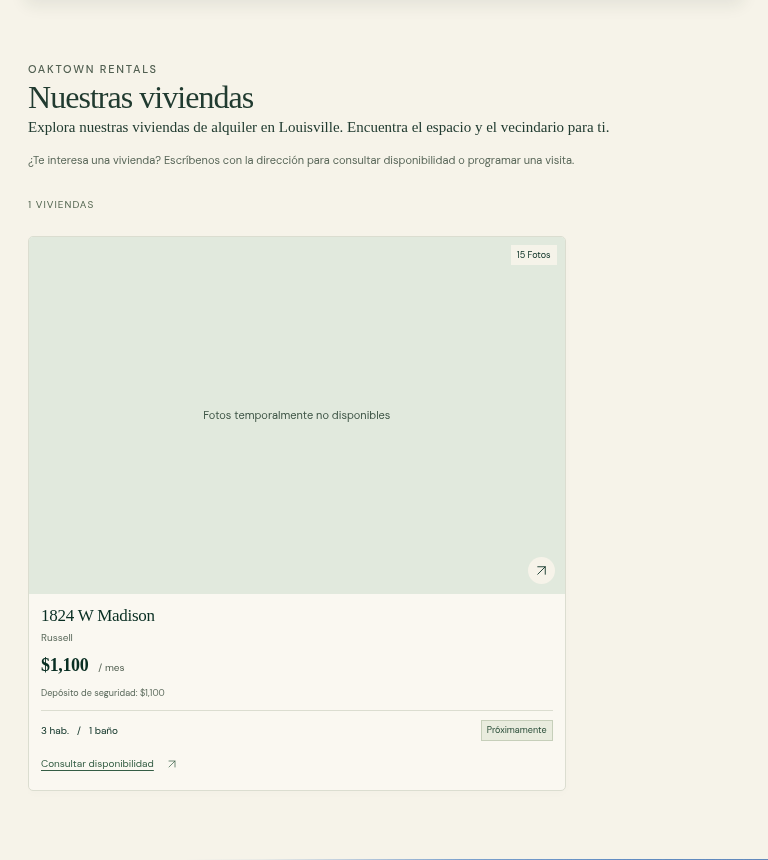 OAKTOWN RENTALS
Nuestras viviendas
Explora nuestras viviendas de alquiler en Louisville. Encuentra el espacio y el vecindario para ti.
¿Te interesa una vivienda? Escríbenos con la dirección para consultar disponibilidad o programar una visita.
1 VIVIENDAS
15 Fotos
Fotos temporalmente no disponibles
1824 W Madison
Russell
$1,100 / mes
Depósito de seguridad: $1,100
3 hab. / 1 baño
Próximamente
Consultar disponibilidad